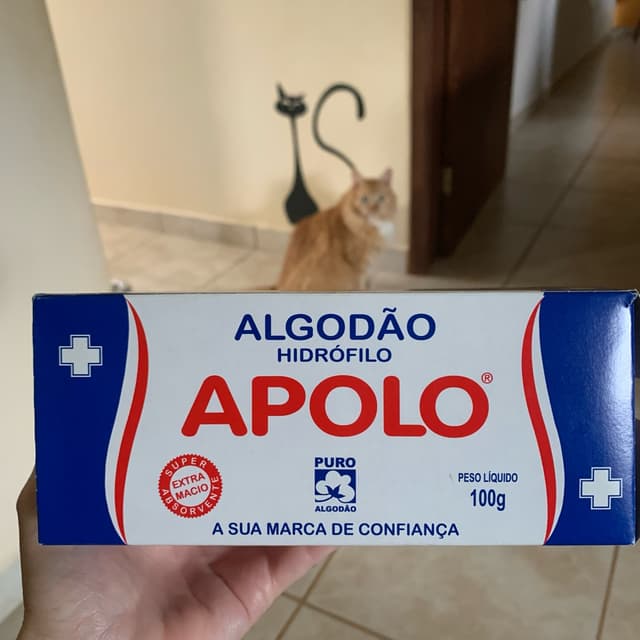 ALGODÃO
HIDRÓFILO
APOLO®
SUPER
EXTRA
MACIO
ABSORVENTE
PURO
ALGODÃO
PESO LÍQUIDO
100g
A SUA MARCA DE CONFIANÇA